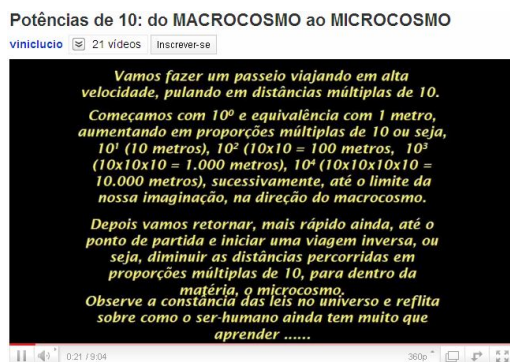 Potências de 10: do MACROCOSMO ao MICROCOSMO
viniclucio 21 vídeos Inscrever-se
Vamos fazer um passeio viajando em alta
velocidade, pulando em distâncias múltiplas de 10.
Começamos com 10⁰ e equivalência com 1 metro,
aumentando em proporções múltiplas de 10 ou seja,
10¹ (10 metros), 10² (10x10 = 100 metros, 10³
(10x10x10 = 1.000 metros), 10⁴ (10x10x10x10 =
10.000 metros), sucessivamente, até o limite da
nossa imaginação, na direção do macrocosmo.
Depois vamos retornar, mais rápido ainda, até o
ponto de partida e iniciar uma viagem inversa, ou
seja, diminuir as distâncias percorridas em
proporções múltiplas de 10, para dentro da
matéria, o microcosmo.
Observe a constância das leis no universo e reflita
sobre como o ser-humano ainda tem muito que
aprender ......
0:21 / 9:04 360p